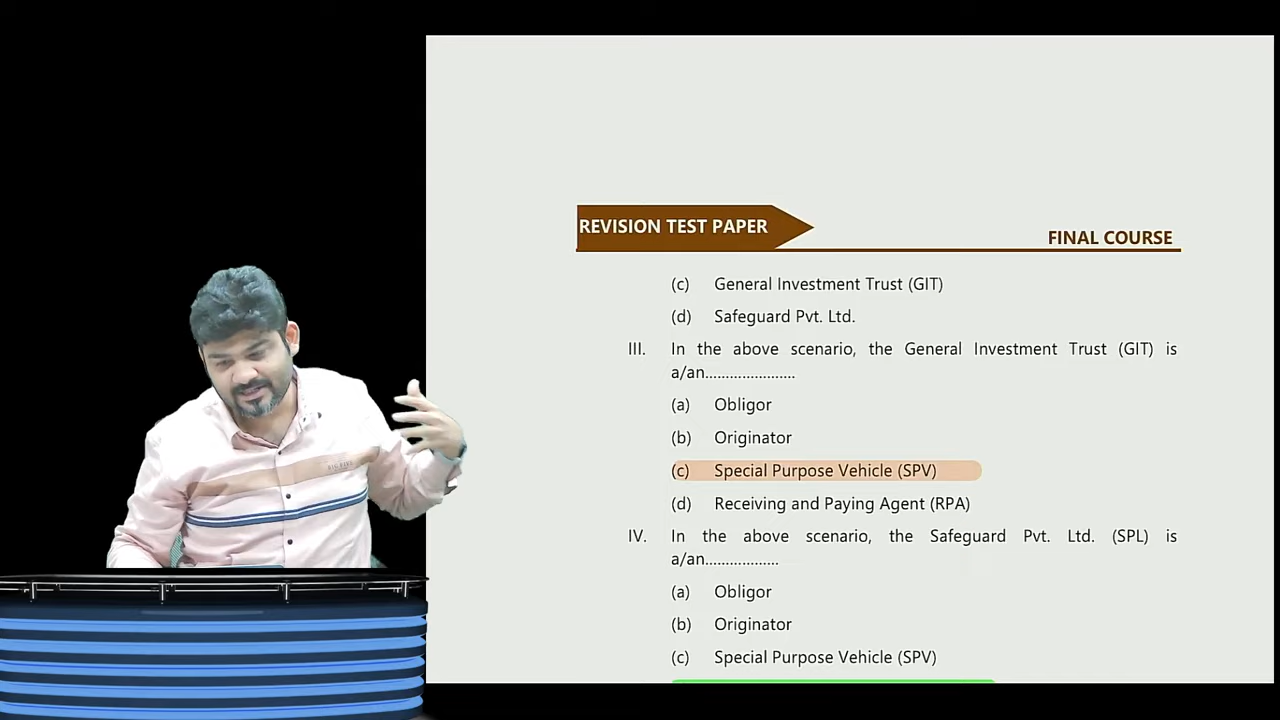 REVISION TEST PAPER
FINAL COURSE
(c) General Investment Trust (GIT)
(d) Safeguard Pvt. Ltd.
III. In the above scenario, the General Investment Trust (GIT) is
a/an......................
(a) Obligor
(b) Originator
(c) Special Purpose Vehicle (SPV)
(d) Receiving and Paying Agent (RPA)
IV. In the above scenario, the Safeguard Pvt. Ltd. (SPL) is
a/an..................
(a) Obligor
(b) Originator
(c) Special Purpose Vehicle (SPV)